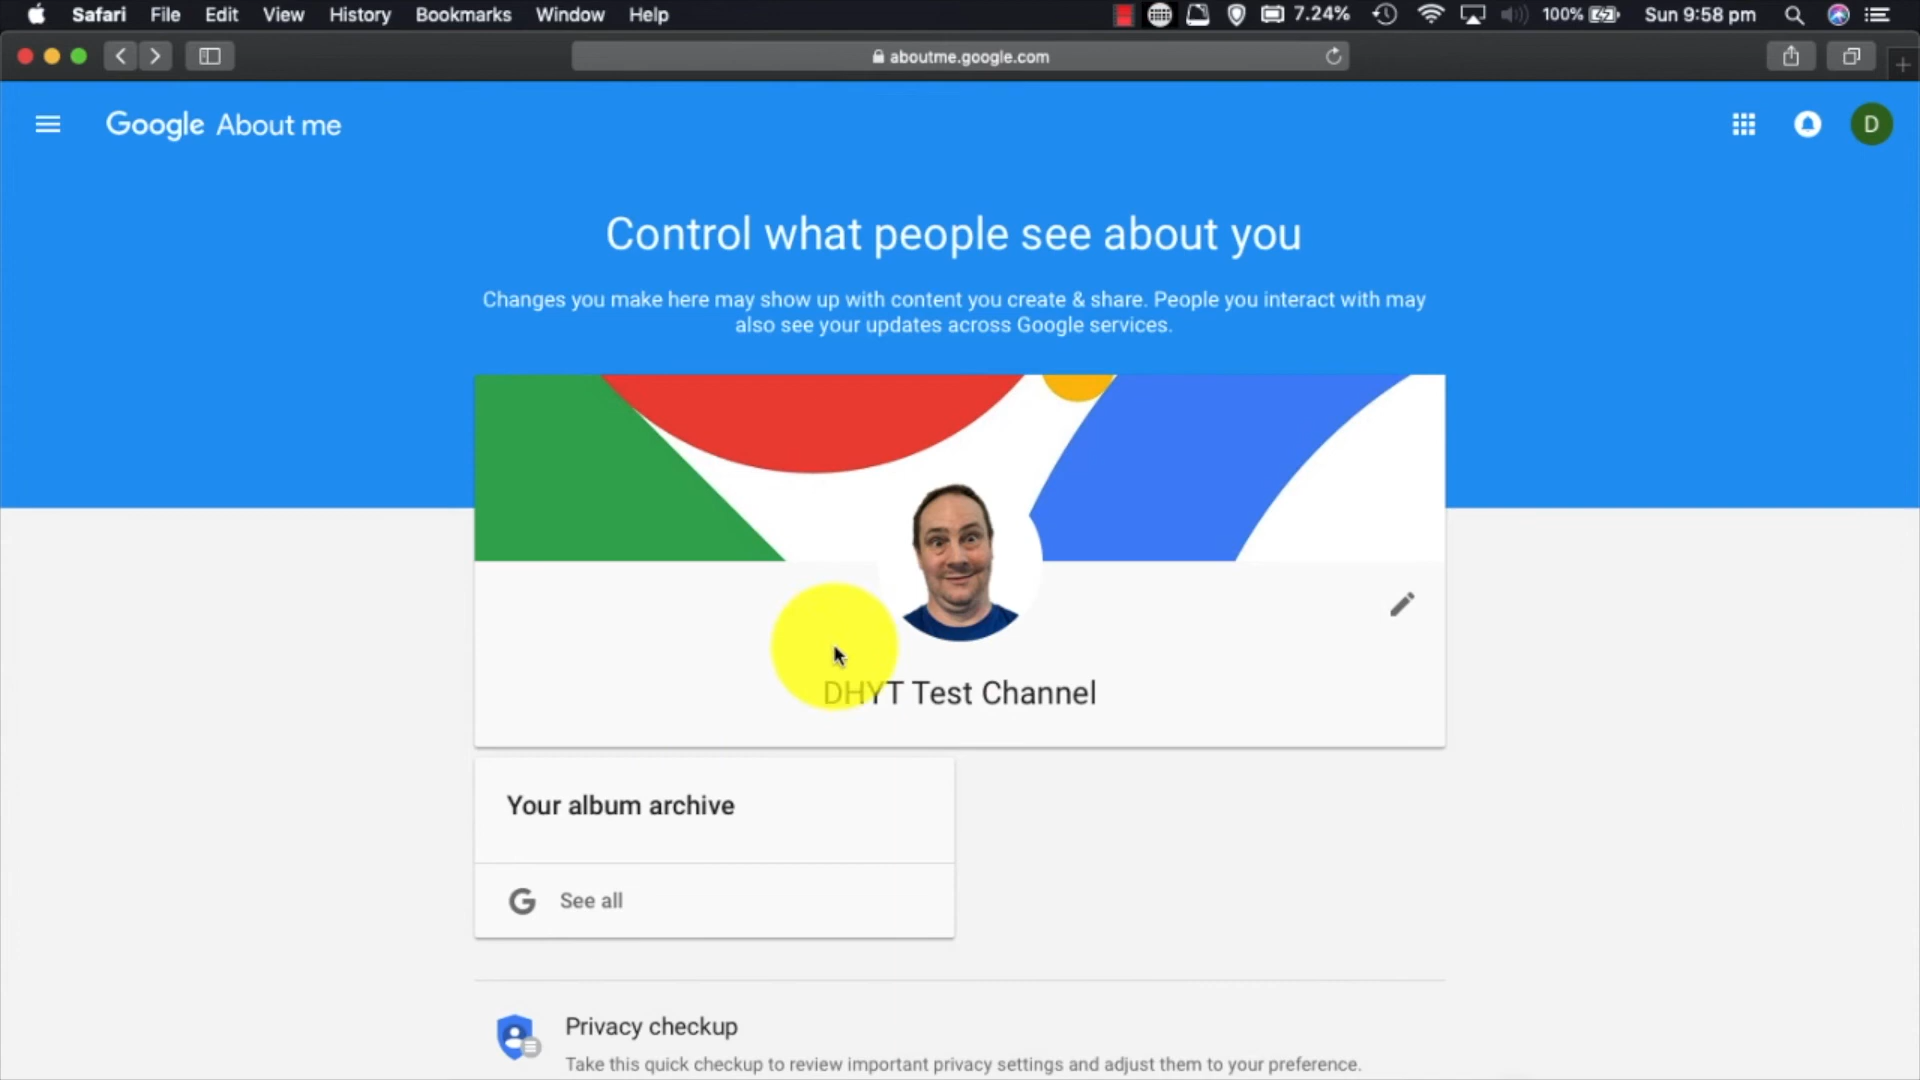 Safari File Edit View History Bookmarks Window Help 7.24% 100% Sun 9:58 pm
aboutme.google.com
Google About me
D
Control what people see about you
Changes you make here may show up with content you create & share. People you interact with may
also see your updates across Google services.
DHYT Test Channel
Your album archive
G See all
Privacy checkup
Take this quick checkup to review important privacy settings and adjust them to your preference.